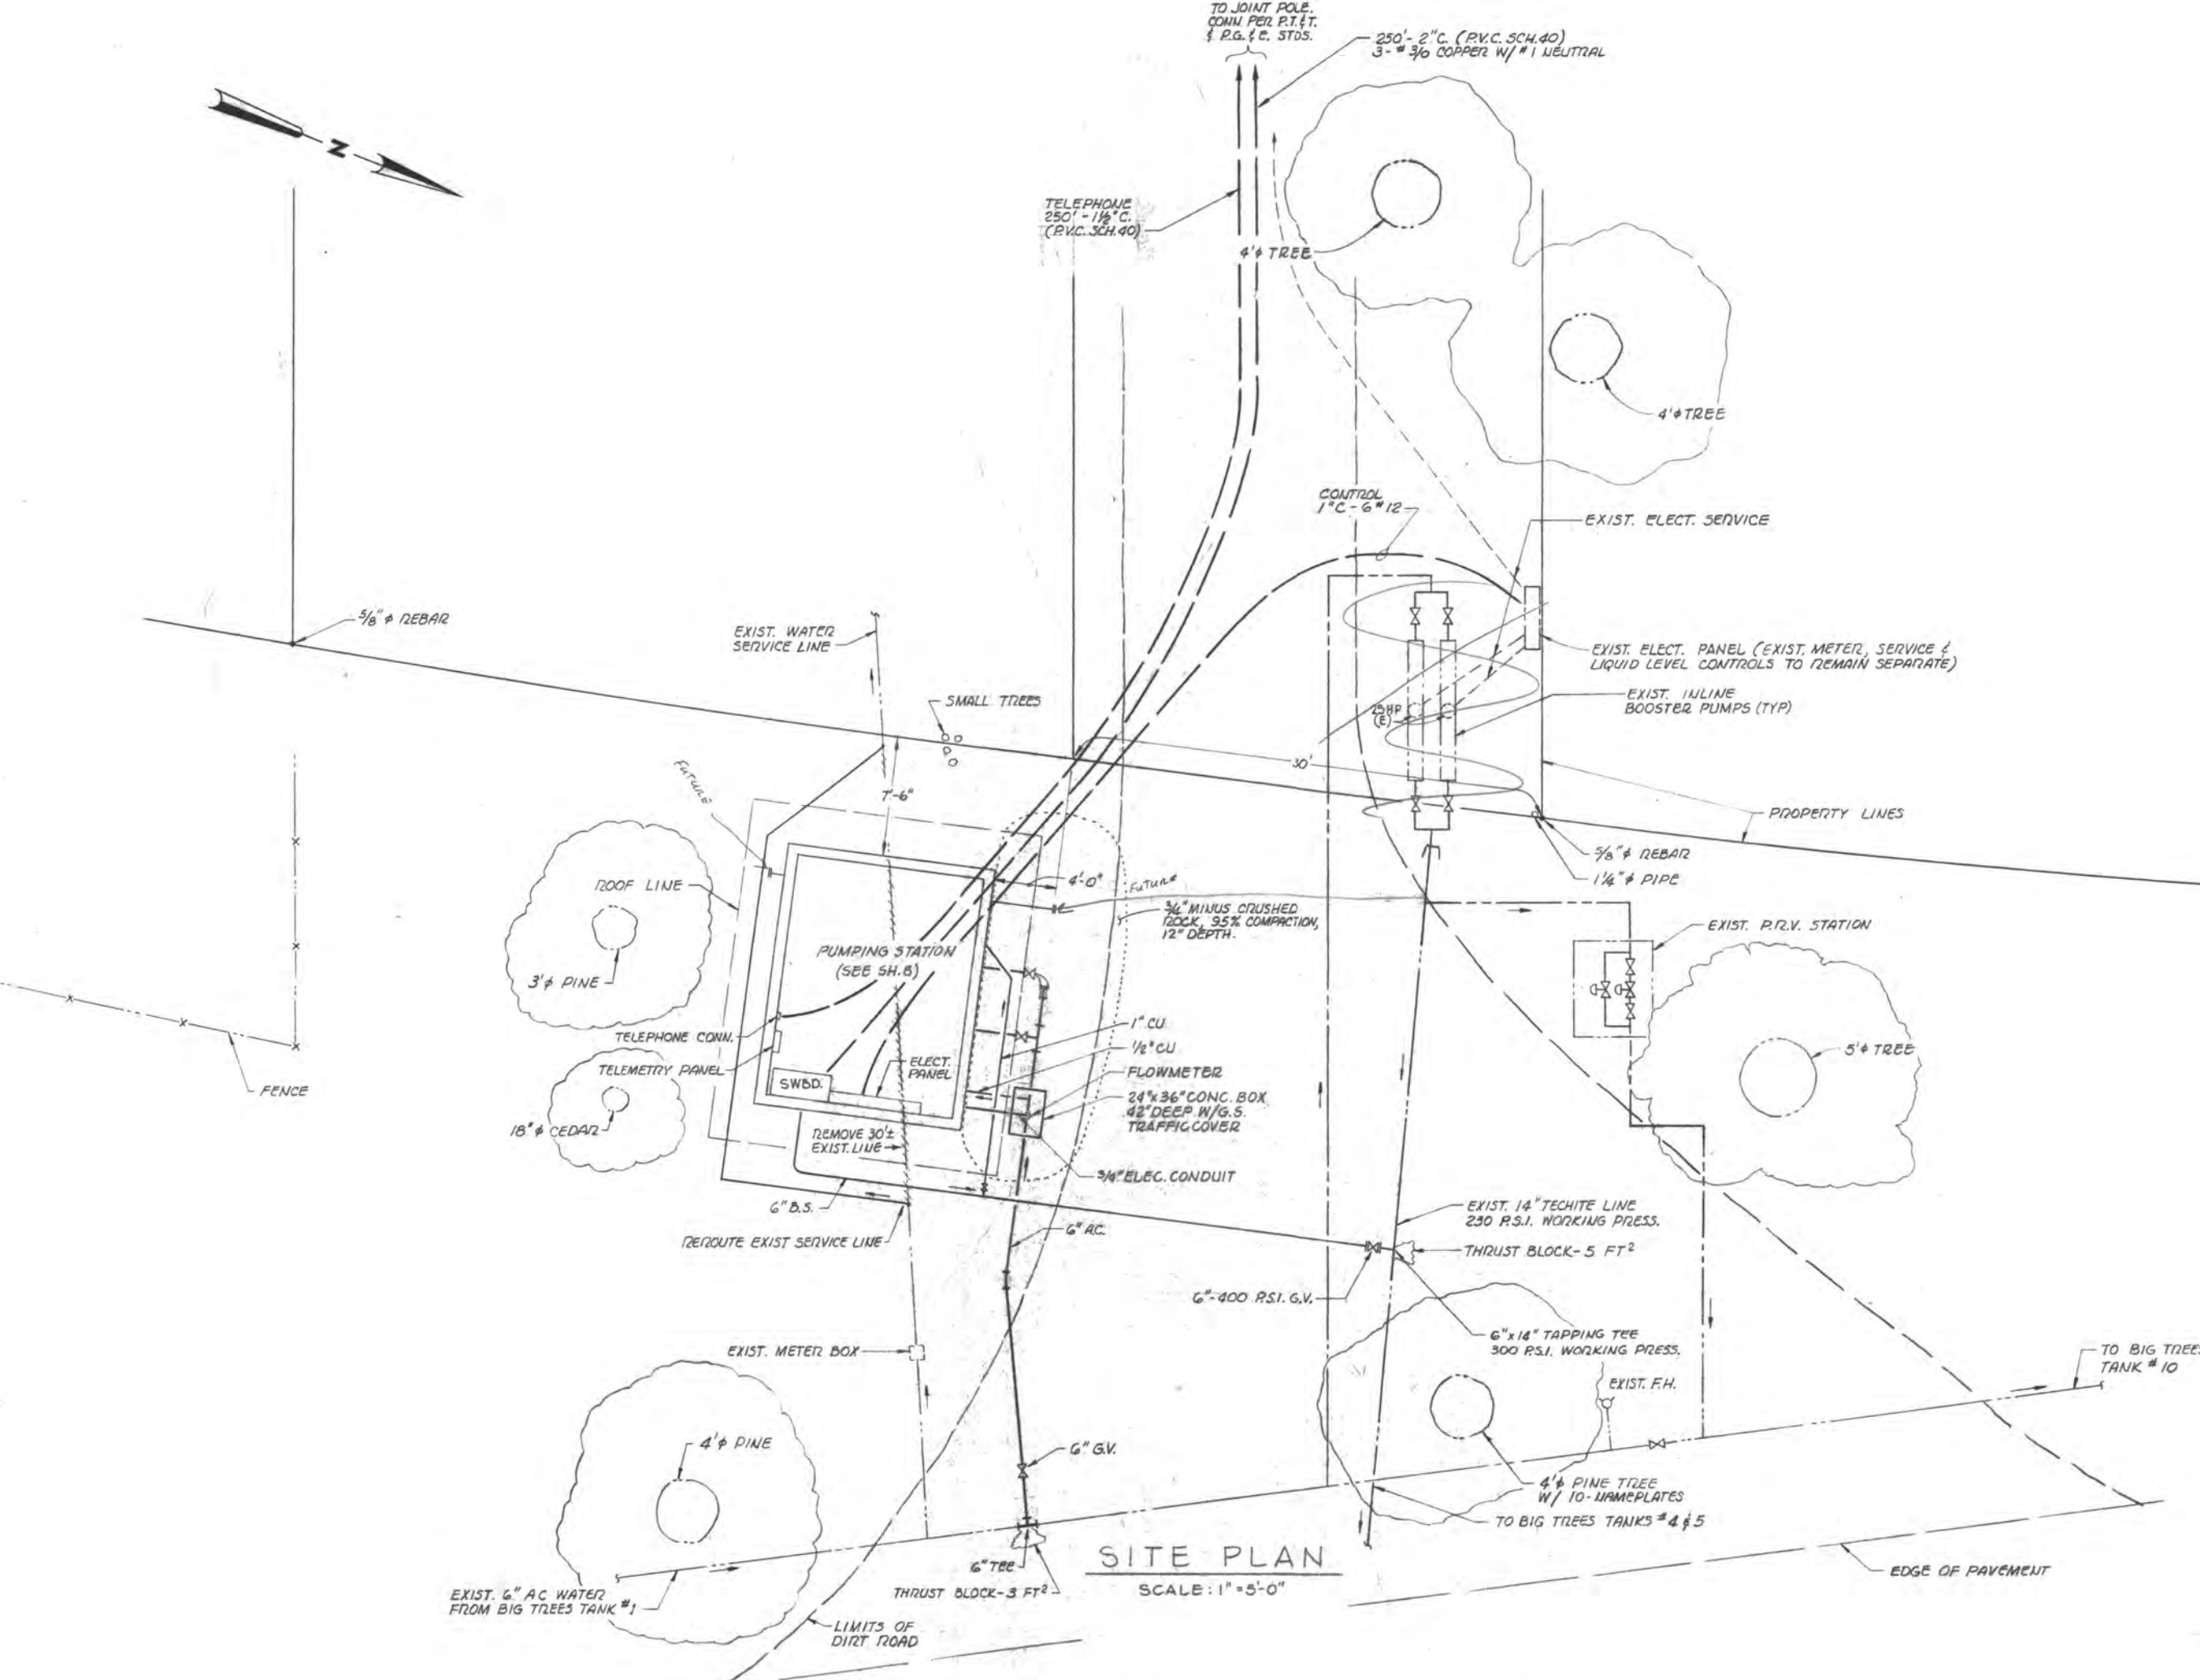 TO JOINT POLE.
CONN. PER P.T.&T.
& P.G.& E. STDS.
250'- 2"C. (P.V.C. SCH.40)
3-#3/0 COPPER W/ #1 NEUTRAL
N
TELEPHONE
250' - 1½" C.
(P.V.C. SCH.40)
4'ɸ TREE
4'ɸ TREE
CONTROL
1"C - 6#12
EXIST. ELECT. SERVICE
5/8" ɸ REBAR
EXIST. WATER
SERVICE LINE
EXIST. ELECT. PANEL (EXIST. METER, SERVICE &
LIQUID LEVEL CONTROLS TO REMAIN SEPARATE)
SMALL TREES
EXIST. INLINE
BOOSTER PUMPS (TYP)
25HP
(E)
30'
FUTURE
7'-6"
PROPERTY LINES
5/8" ɸ REBAR
1¼" ɸ PIPE
ROOF LINE
4'-0"
FUTURE
3/4" MINUS CRUSHED
ROCK, 95% COMPACTION,
12" DEPTH.
EXIST. P.R.V. STATION
PUMPING STATION
(SEE SH.8)
3'ɸ PINE
TELEPHONE CONN.
1" CU
1/2" CU
5'ɸ TREE
ELECT.
PANEL
TELEMETRY PANEL
FLOWMETER
SWBD.
FENCE
24"x36" CONC. BOX
42" DEEP W/G.S.
TRAFFIC COVER
18" ɸ CEDAR
REMOVE 30'±
EXIST. LINE
3/4" ELEC. CONDUIT
6" B.S.
EXIST. 14" TECHITE LINE
250 P.S.I. WORKING PRESS.
6" A.C.
REROUTE EXIST SERVICE LINE
THRUST BLOCK- 5 FT²
6"-400 P.S.I. G.V.
6"x14" TAPPING TEE
300 P.S.I. WORKING PRESS.
EXIST. METER BOX
TO BIG TREES
TANK #10
EXIST. F.H.
4'ɸ PINE
6" G.V.
4'ɸ PINE TREE
W/ 10-NAMEPLATES
TO BIG TREES TANKS #4 & 5
SITE PLAN
SCALE: 1" = 5'-0"
6" TEE
THRUST BLOCK-3 FT²
EDGE OF PAVEMENT
EXIST. 6" AC WATER
FROM BIG TREES TANK #1
LIMITS OF
DIRT ROAD